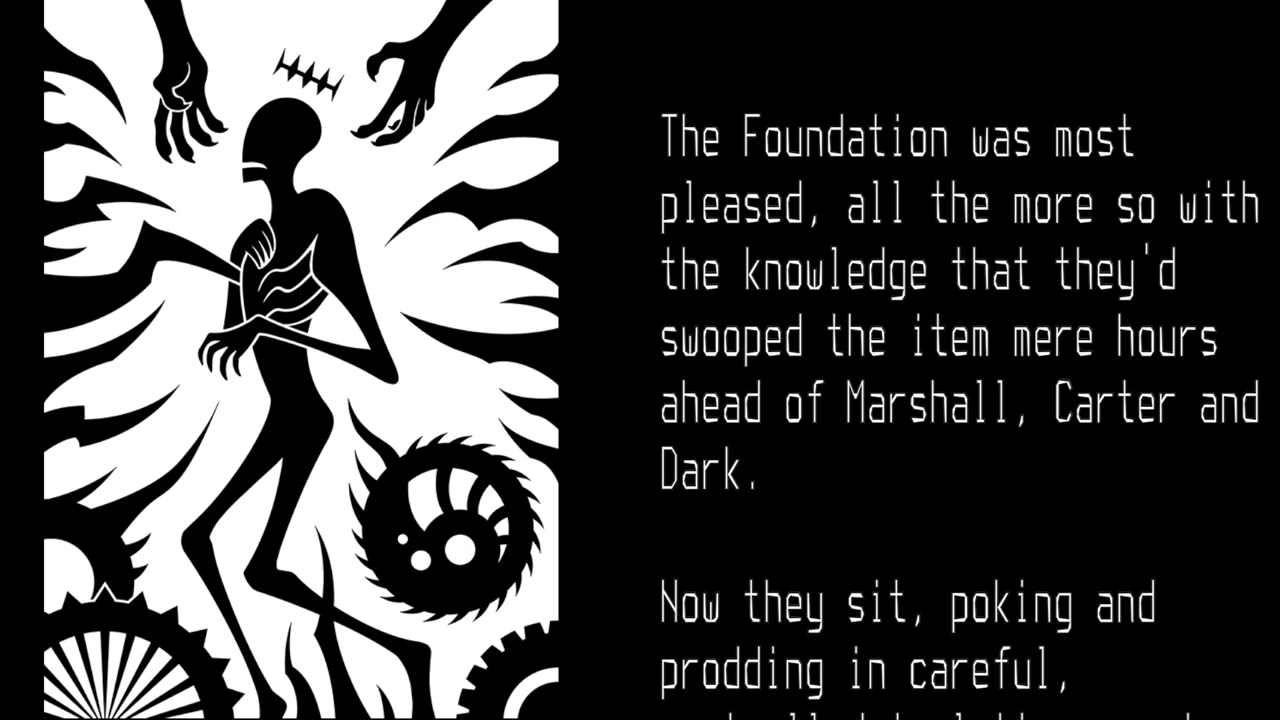 The Foundation was most
pleased, all the more so with
the knowledge that they'd
swooped the item mere hours
ahead of Marshall, Carter and
Dark.
Now they sit, poking and
prodding in careful,